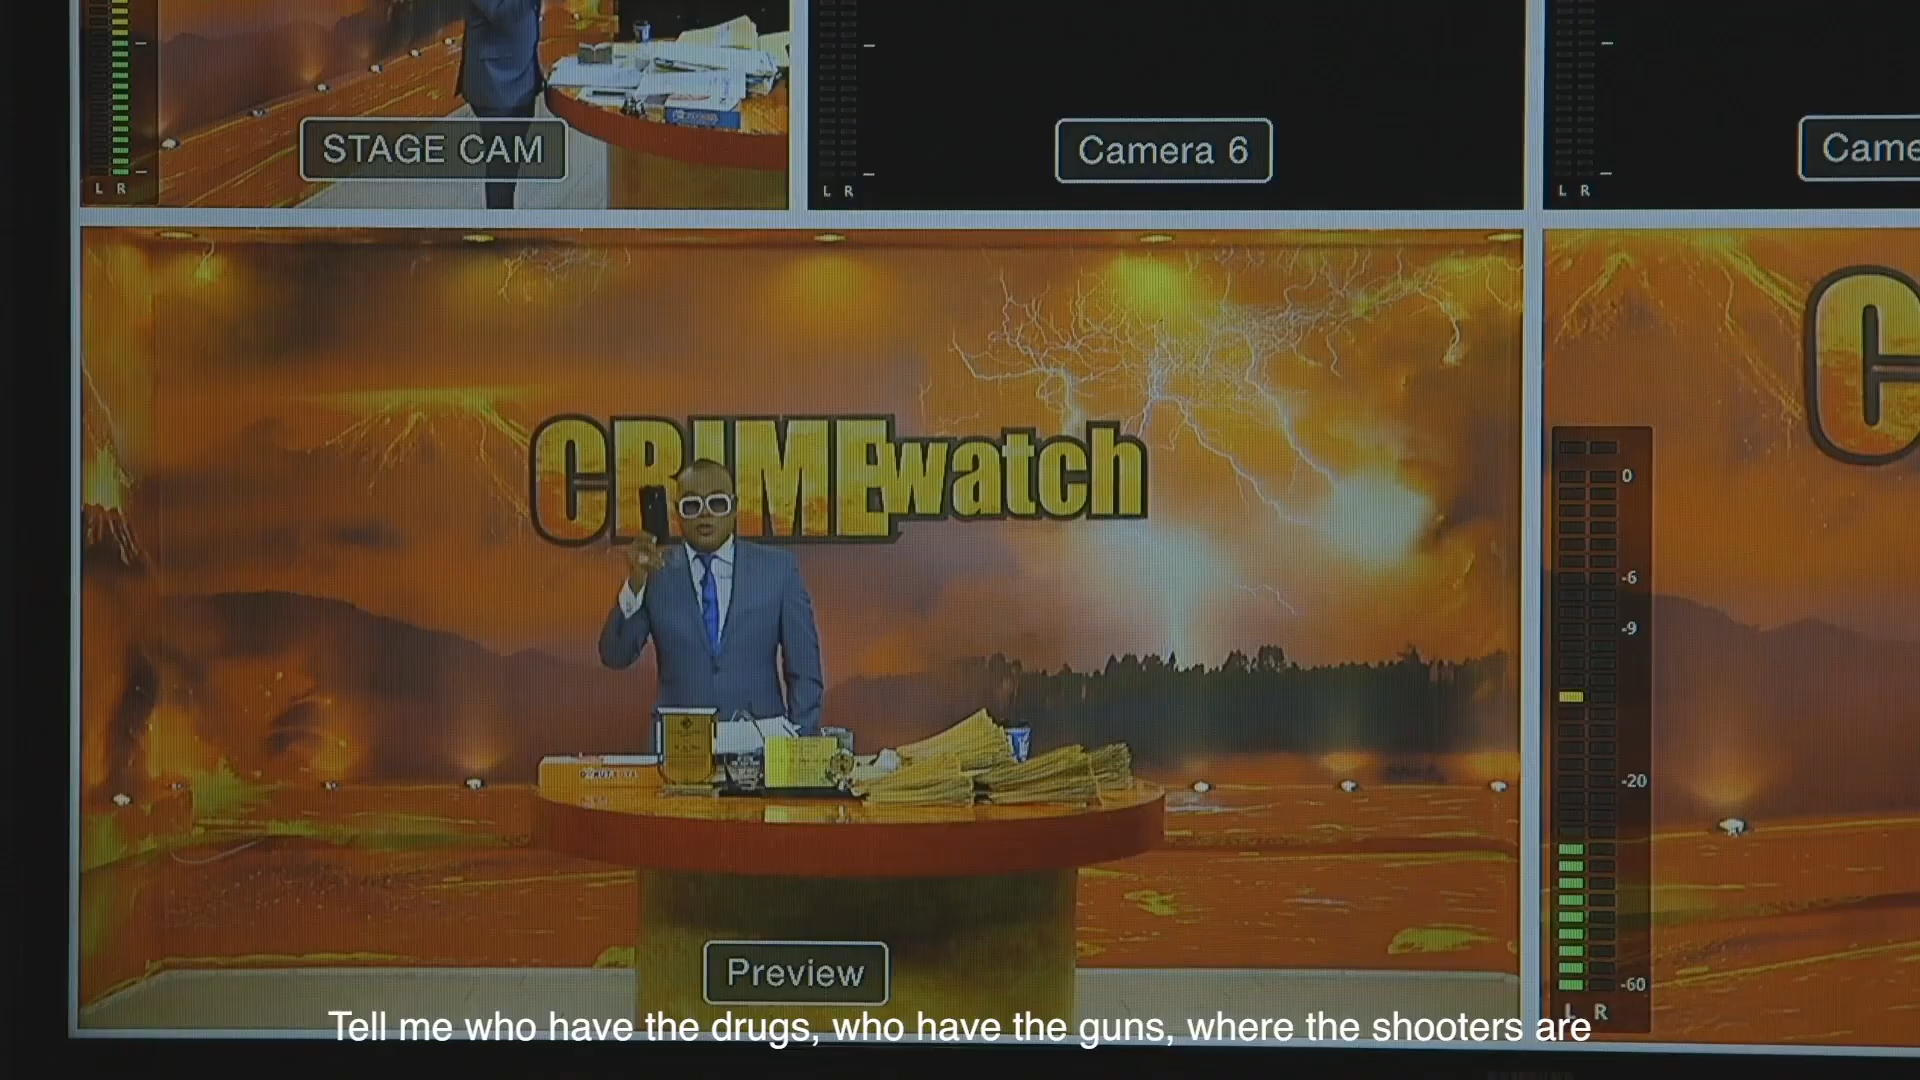 STAGE CAM
Camera 6
Came
L R
L R
L R
CRIMEwatch
C
0
-6
-9
-20
-60
L R
Preview
Tell me who have the drugs, who have the guns, where the shooters are